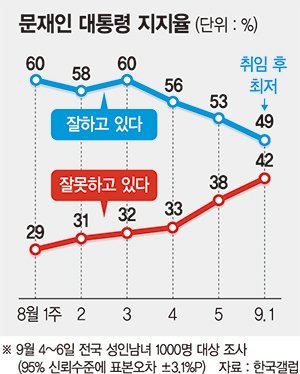 문재인 대통령 지지율 (단위 : %)
60
58
60
56
53
49
취임 후
최저
잘하고 있다
잘못하고 있다
29
31
32
33
38
42
8월 1주
2
3
4
5
9. 1
※ 9월 4~6일 전국 성인남녀 1000명 대상 조사
(95% 신뢰수준에 표본오차 ±3.1%P) 자료 : 한국갤럽